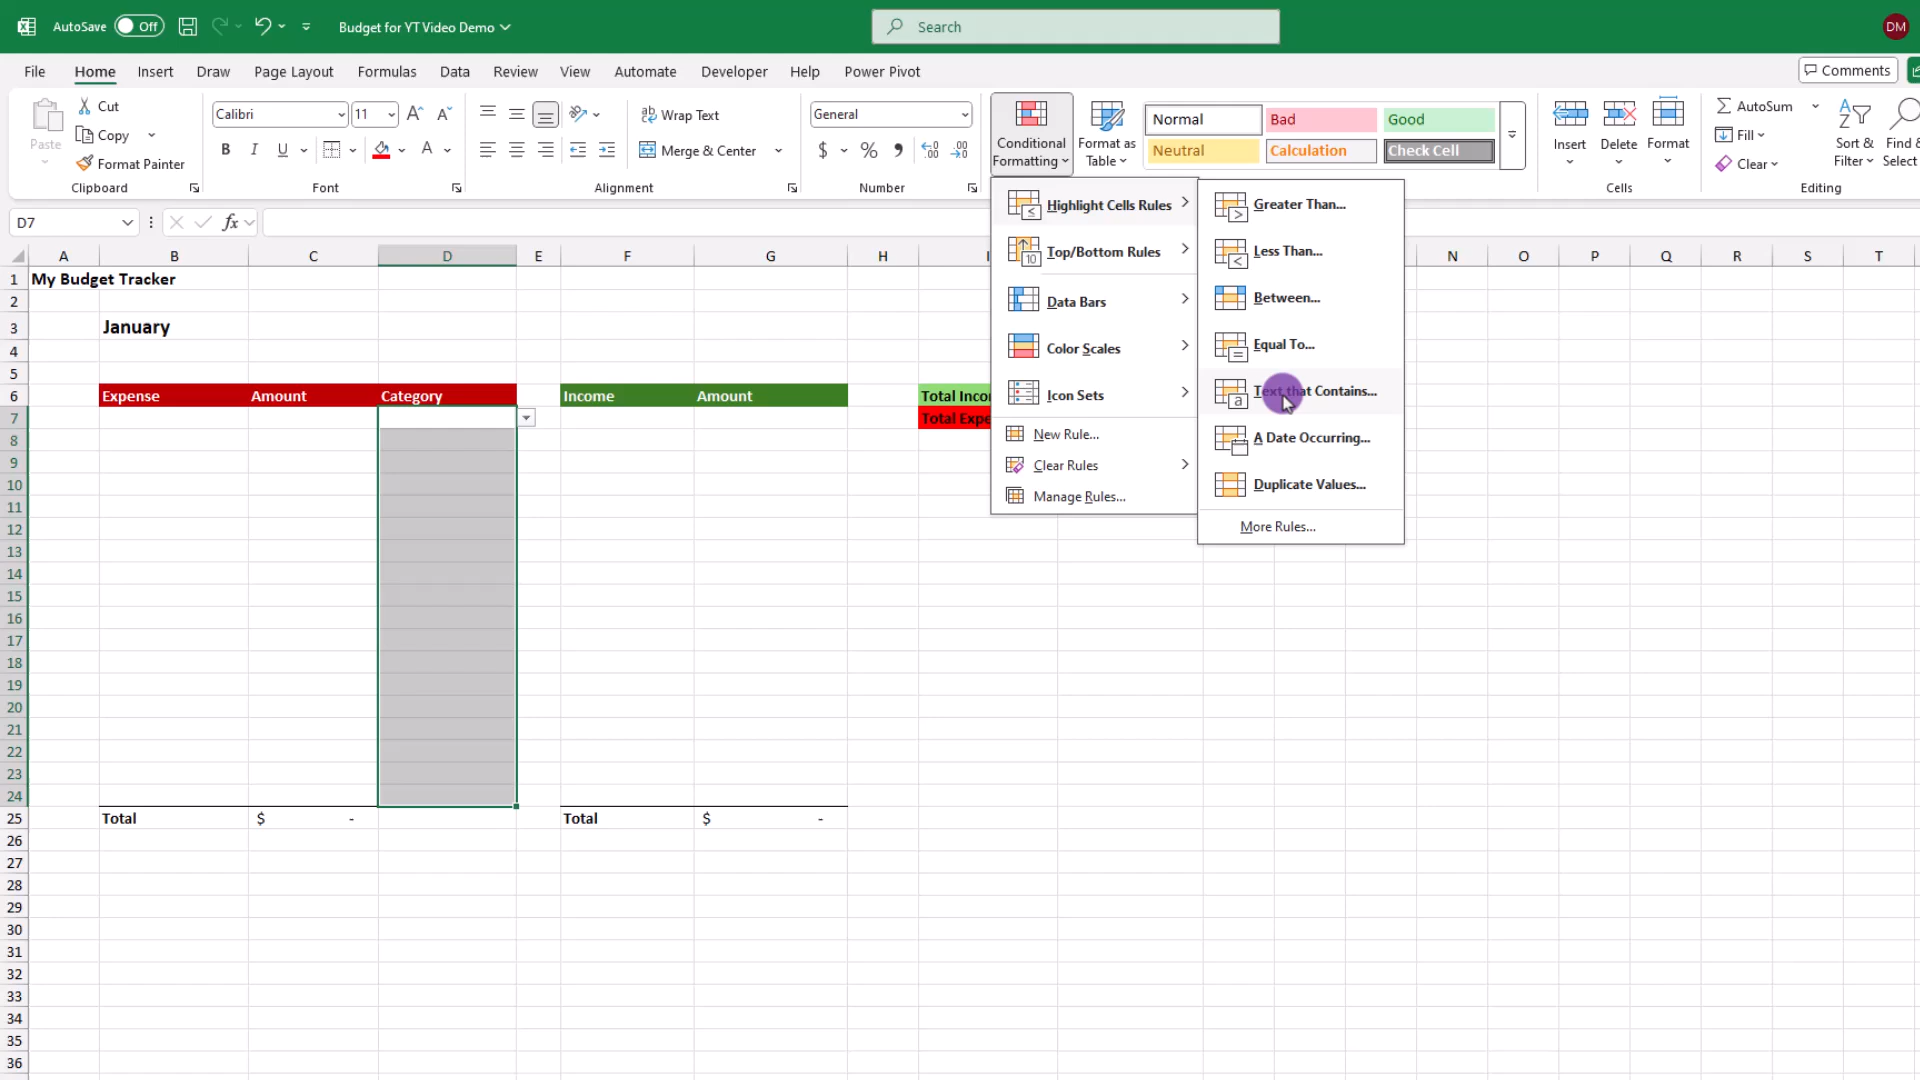 AutoSave Off Budget for YT Video Demo Search DM
File Home Insert Draw Page Layout Formulas Data Review View Automate Developer Help Power Pivot Comments
Paste Cut Copy Format Painter Clipboard
Calibri 11 B I U A Font
ab Wrap Text Merge & Center Alignment
General $ % Number
Conditional Formatting
Format as Table
Normal Bad Good
Neutral Calculation Check Cell
Insert Delete Format Cells
AutoSum Fill Clear Sort & Filter Find & Select Editing
D7 fx
Highlight Cells Rules
Top/Bottom Rules
Data Bars
Color Scales
Icon Sets
New Rule...
Clear Rules
Manage Rules...
Greater Than...
Less Than...
Between...
Equal To...
Text that Contains...
A Date Occurring...
Duplicate Values...
More Rules...
A B C D E F G H I N O P Q R S T
1 My Budget Tracker
2
3 January
4
5
6 Expense Amount Category Income Amount Total Incor
7 Total Expe
8
9
10
11
12
13
14
15
16
17
18
19
20
21
22
23
24
25 Total $ - Total $ -
26
27
28
29
30
31
32
33
34
35
36